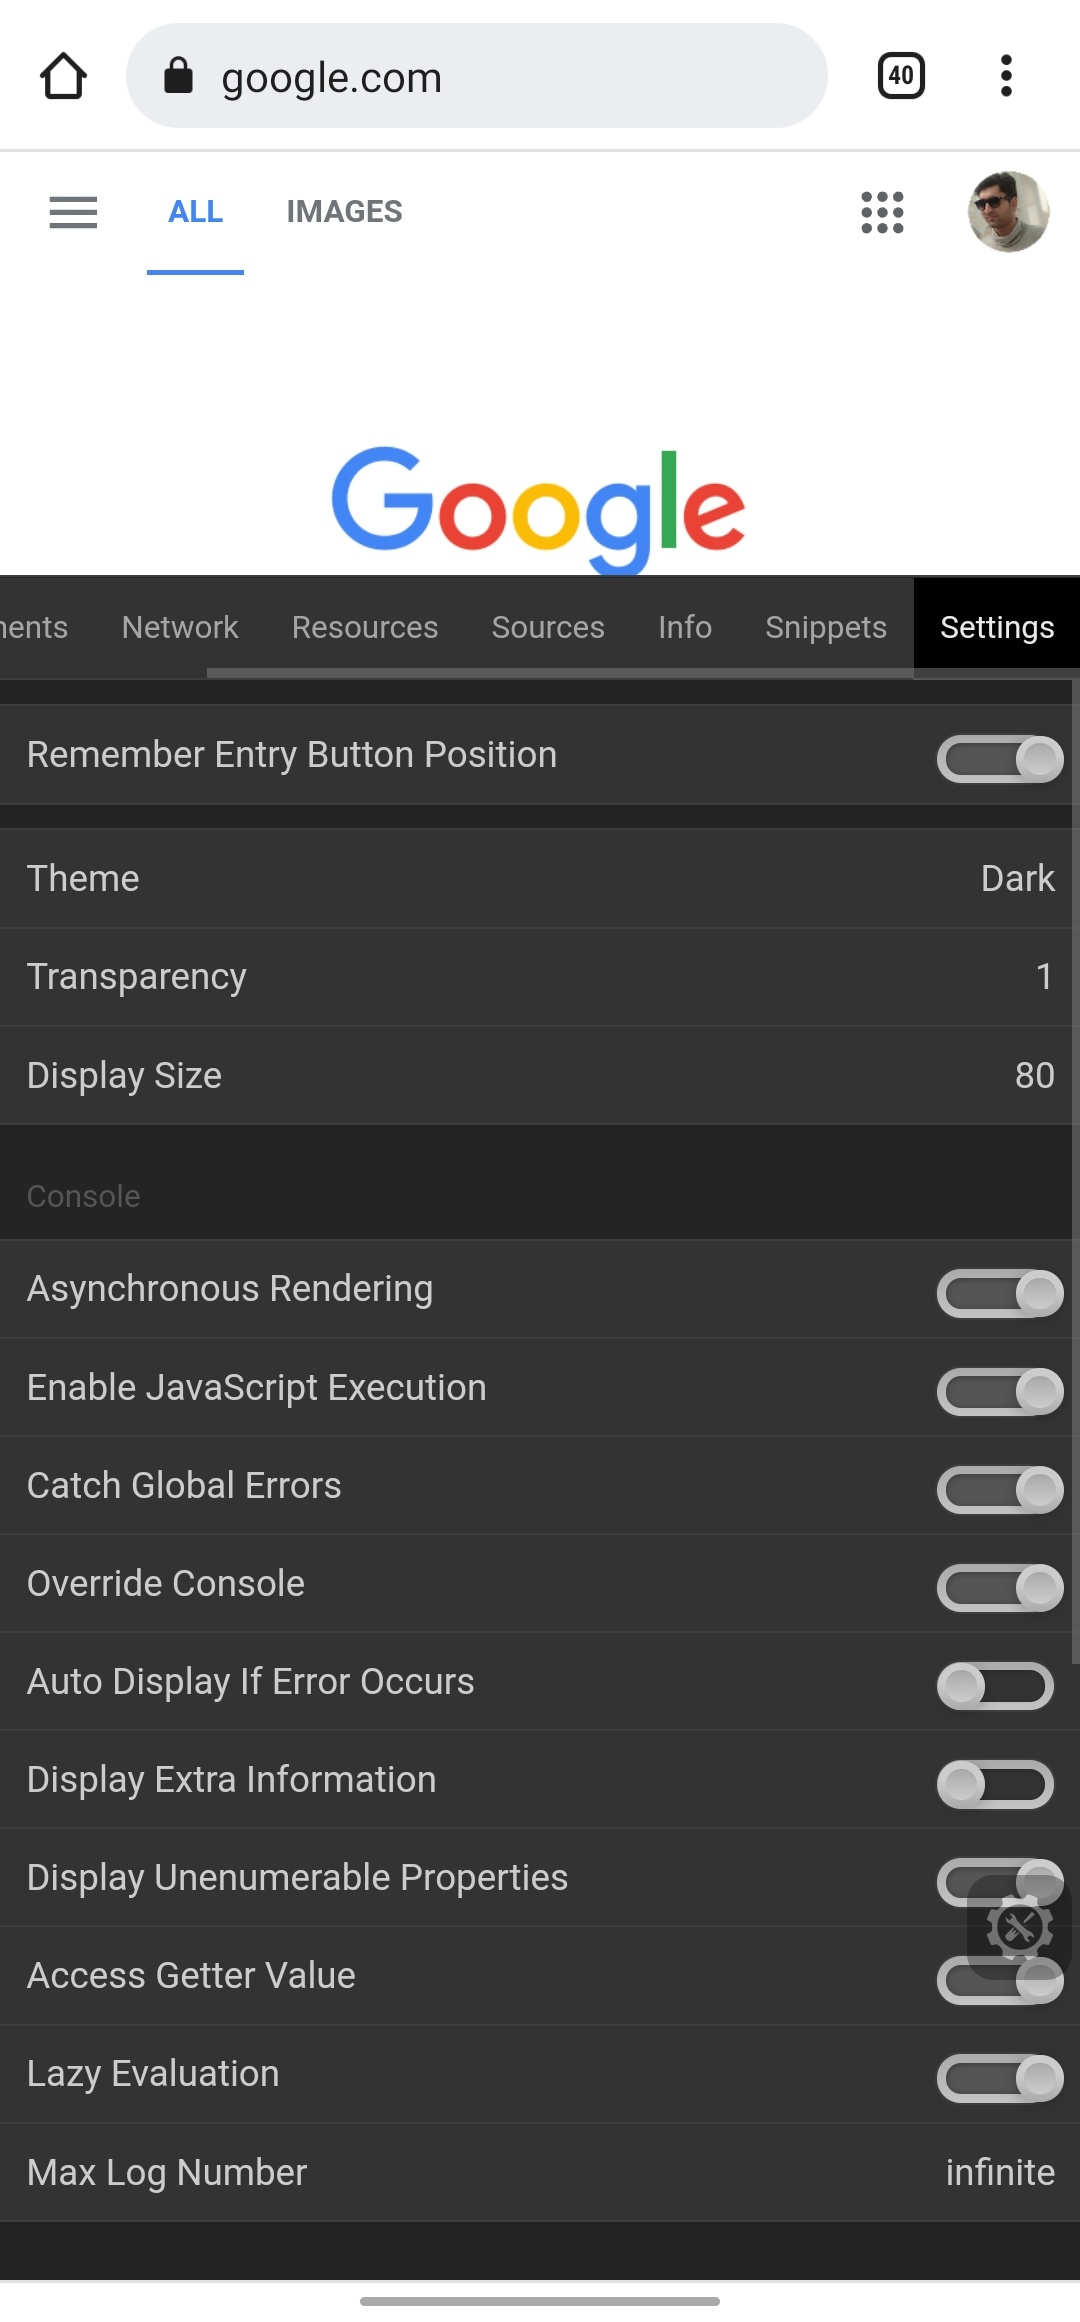 google.com
40
ALL IMAGES
Google
nents Network Resources Sources Info Snippets Settings
Remember Entry Button Position
Theme Dark
Transparency 1
Display Size 80
Console
Asynchronous Rendering
Enable JavaScript Execution
Catch Global Errors
Override Console
Auto Display If Error Occurs
Display Extra Information
Display Unenumerable Properties
Access Getter Value
Lazy Evaluation
Max Log Number infinite